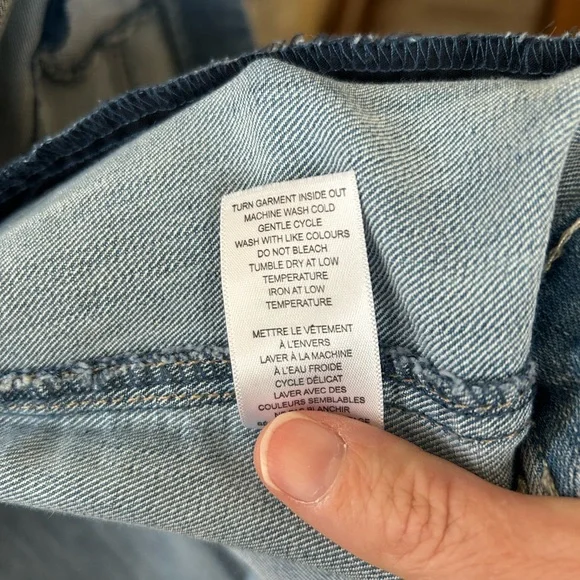 TURN GARMENT INSIDE OUT
MACHINE WASH COLD
GENTLE CYCLE
WASH WITH LIKE COLOURS
DO NOT BLEACH
TUMBLE DRY AT LOW
TEMPERATURE
IRON AT LOW
TEMPERATURE
METTRE LE VÊTEMENT
À L'ENVERS
LAVER À LA MACHINE
À L'EAU FROIDE
CYCLE DÉLICAT
LAVER AVEC DES
COULEURS SEMBLABLES
BLANCHIR